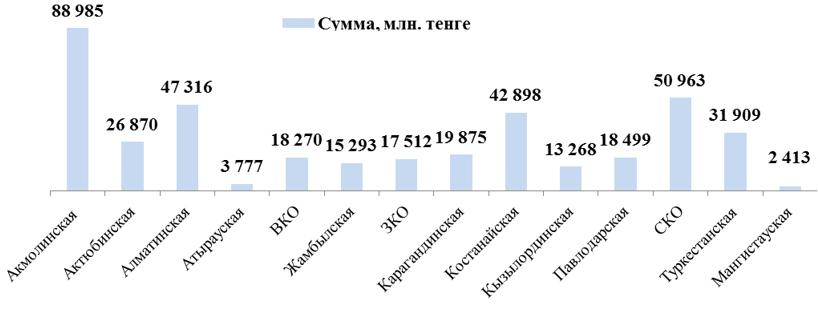 Сумма, млн. тенге
88 985
26 870
47 316
3 777
18 270
15 293
17 512
19 875
42 898
13 268
18 499
50 963
31 909
2 413
Акмолинская
Актюбинская
Алматинская
Атырауская
ВКО
Жамбылская
ЗКО
Карагандинская
Костанайская
Кызылординская
Павлодарская
СКО
Туркестанская
Мангистауская